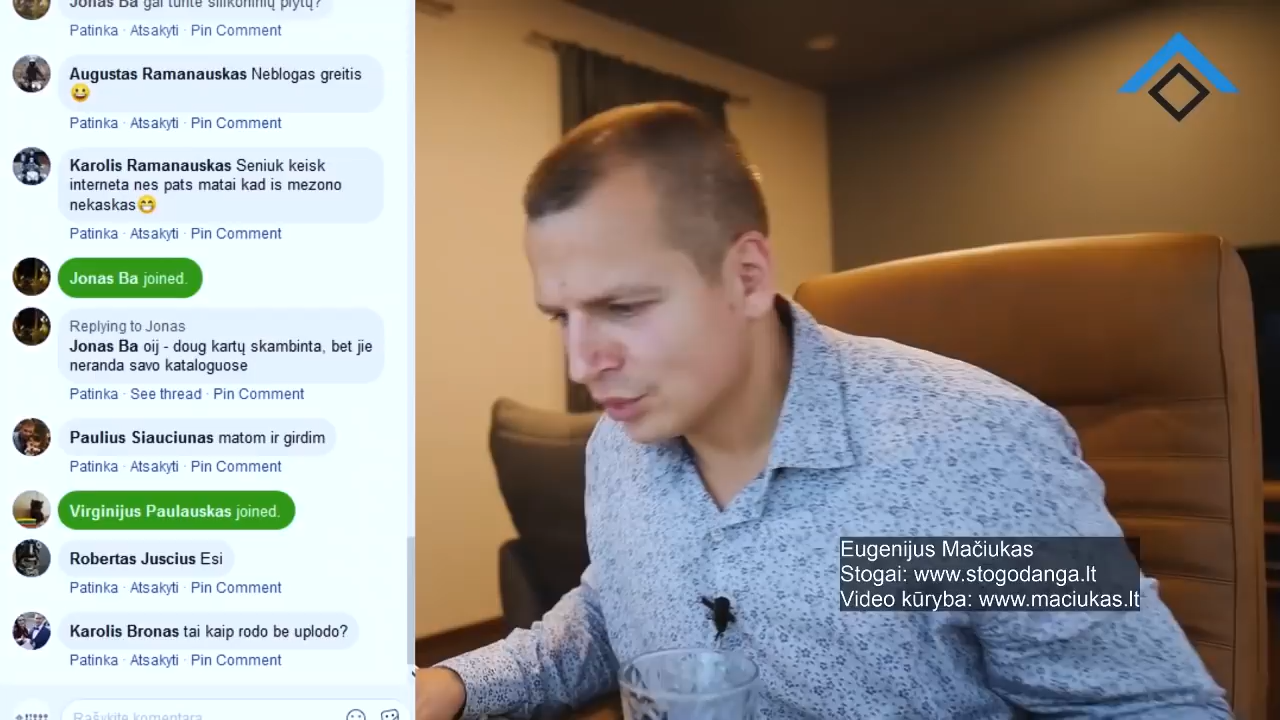 Jonas Ba gal turite silikoninių plytų?
Patinka · Atsakyti · Pin Comment
Augustas Ramanauskas Neblogas greitis
😀
Patinka · Atsakyti · Pin Comment
Karolis Ramanauskas Seniuk keisk
interneta nes pats matai kad is mezono
nekaskas😁
Patinka · Atsakyti · Pin Comment
Jonas Ba joined.
Replying to Jonas
Jonas Ba oij - doug kartų skambinta, bet jie
neranda savo kataloguose
Patinka · See thread · Pin Comment
Paulius Siauciunas matom ir girdim
Patinka · Atsakyti · Pin Comment
Virginijus Paulauskas joined.
Robertas Juscius Esi
Patinka · Atsakyti · Pin Comment
Karolis Bronas tai kaip rodo be uplodo?
Patinka · Atsakyti · Pin Comment
Rašykite komentarą
Eugenijus Mačiukas
Stogai: www.stogodanga.lt
Video kūryba: www.maciukas.lt